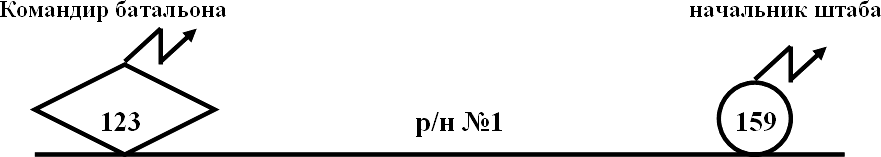 Командир батальона
начальник штаба
123
р/н №1
159